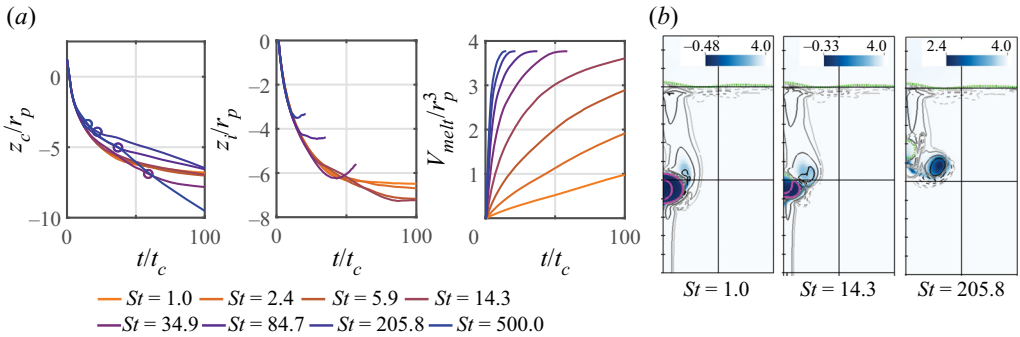 (a)
(b)
z_c/r_p
0
−5
−10
0
100
t/t_c
z_i/r_p
0
−2
−4
−6
−8
0
100
t/t_c
V_melt/r_p^3
4
3
2
1
0
0
100
t/t_c
St = 1.0 St = 2.4 St = 5.9 St = 14.3
St = 34.9 St = 84.7 St = 205.8 St = 500.0
−0.48 4.0
−0.33 4.0
2.4 4.0
St = 1.0
St = 14.3
St = 205.8